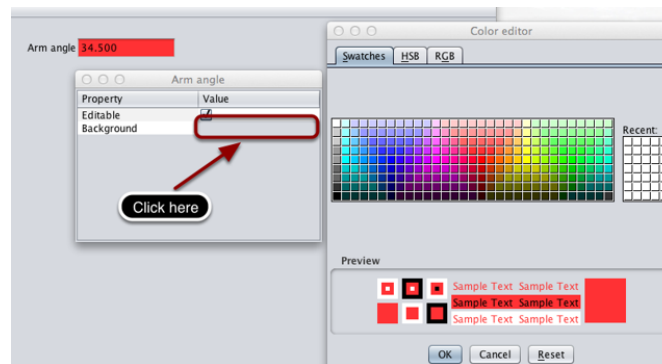 Arm angle 34.500
Arm angle
Property Value
Editable
Background
Click here
Color editor
Swatches HSB RGB
Recent:
Preview
Sample Text Sample Text
Sample Text Sample Text
Sample Text Sample Text
OK Cancel Reset